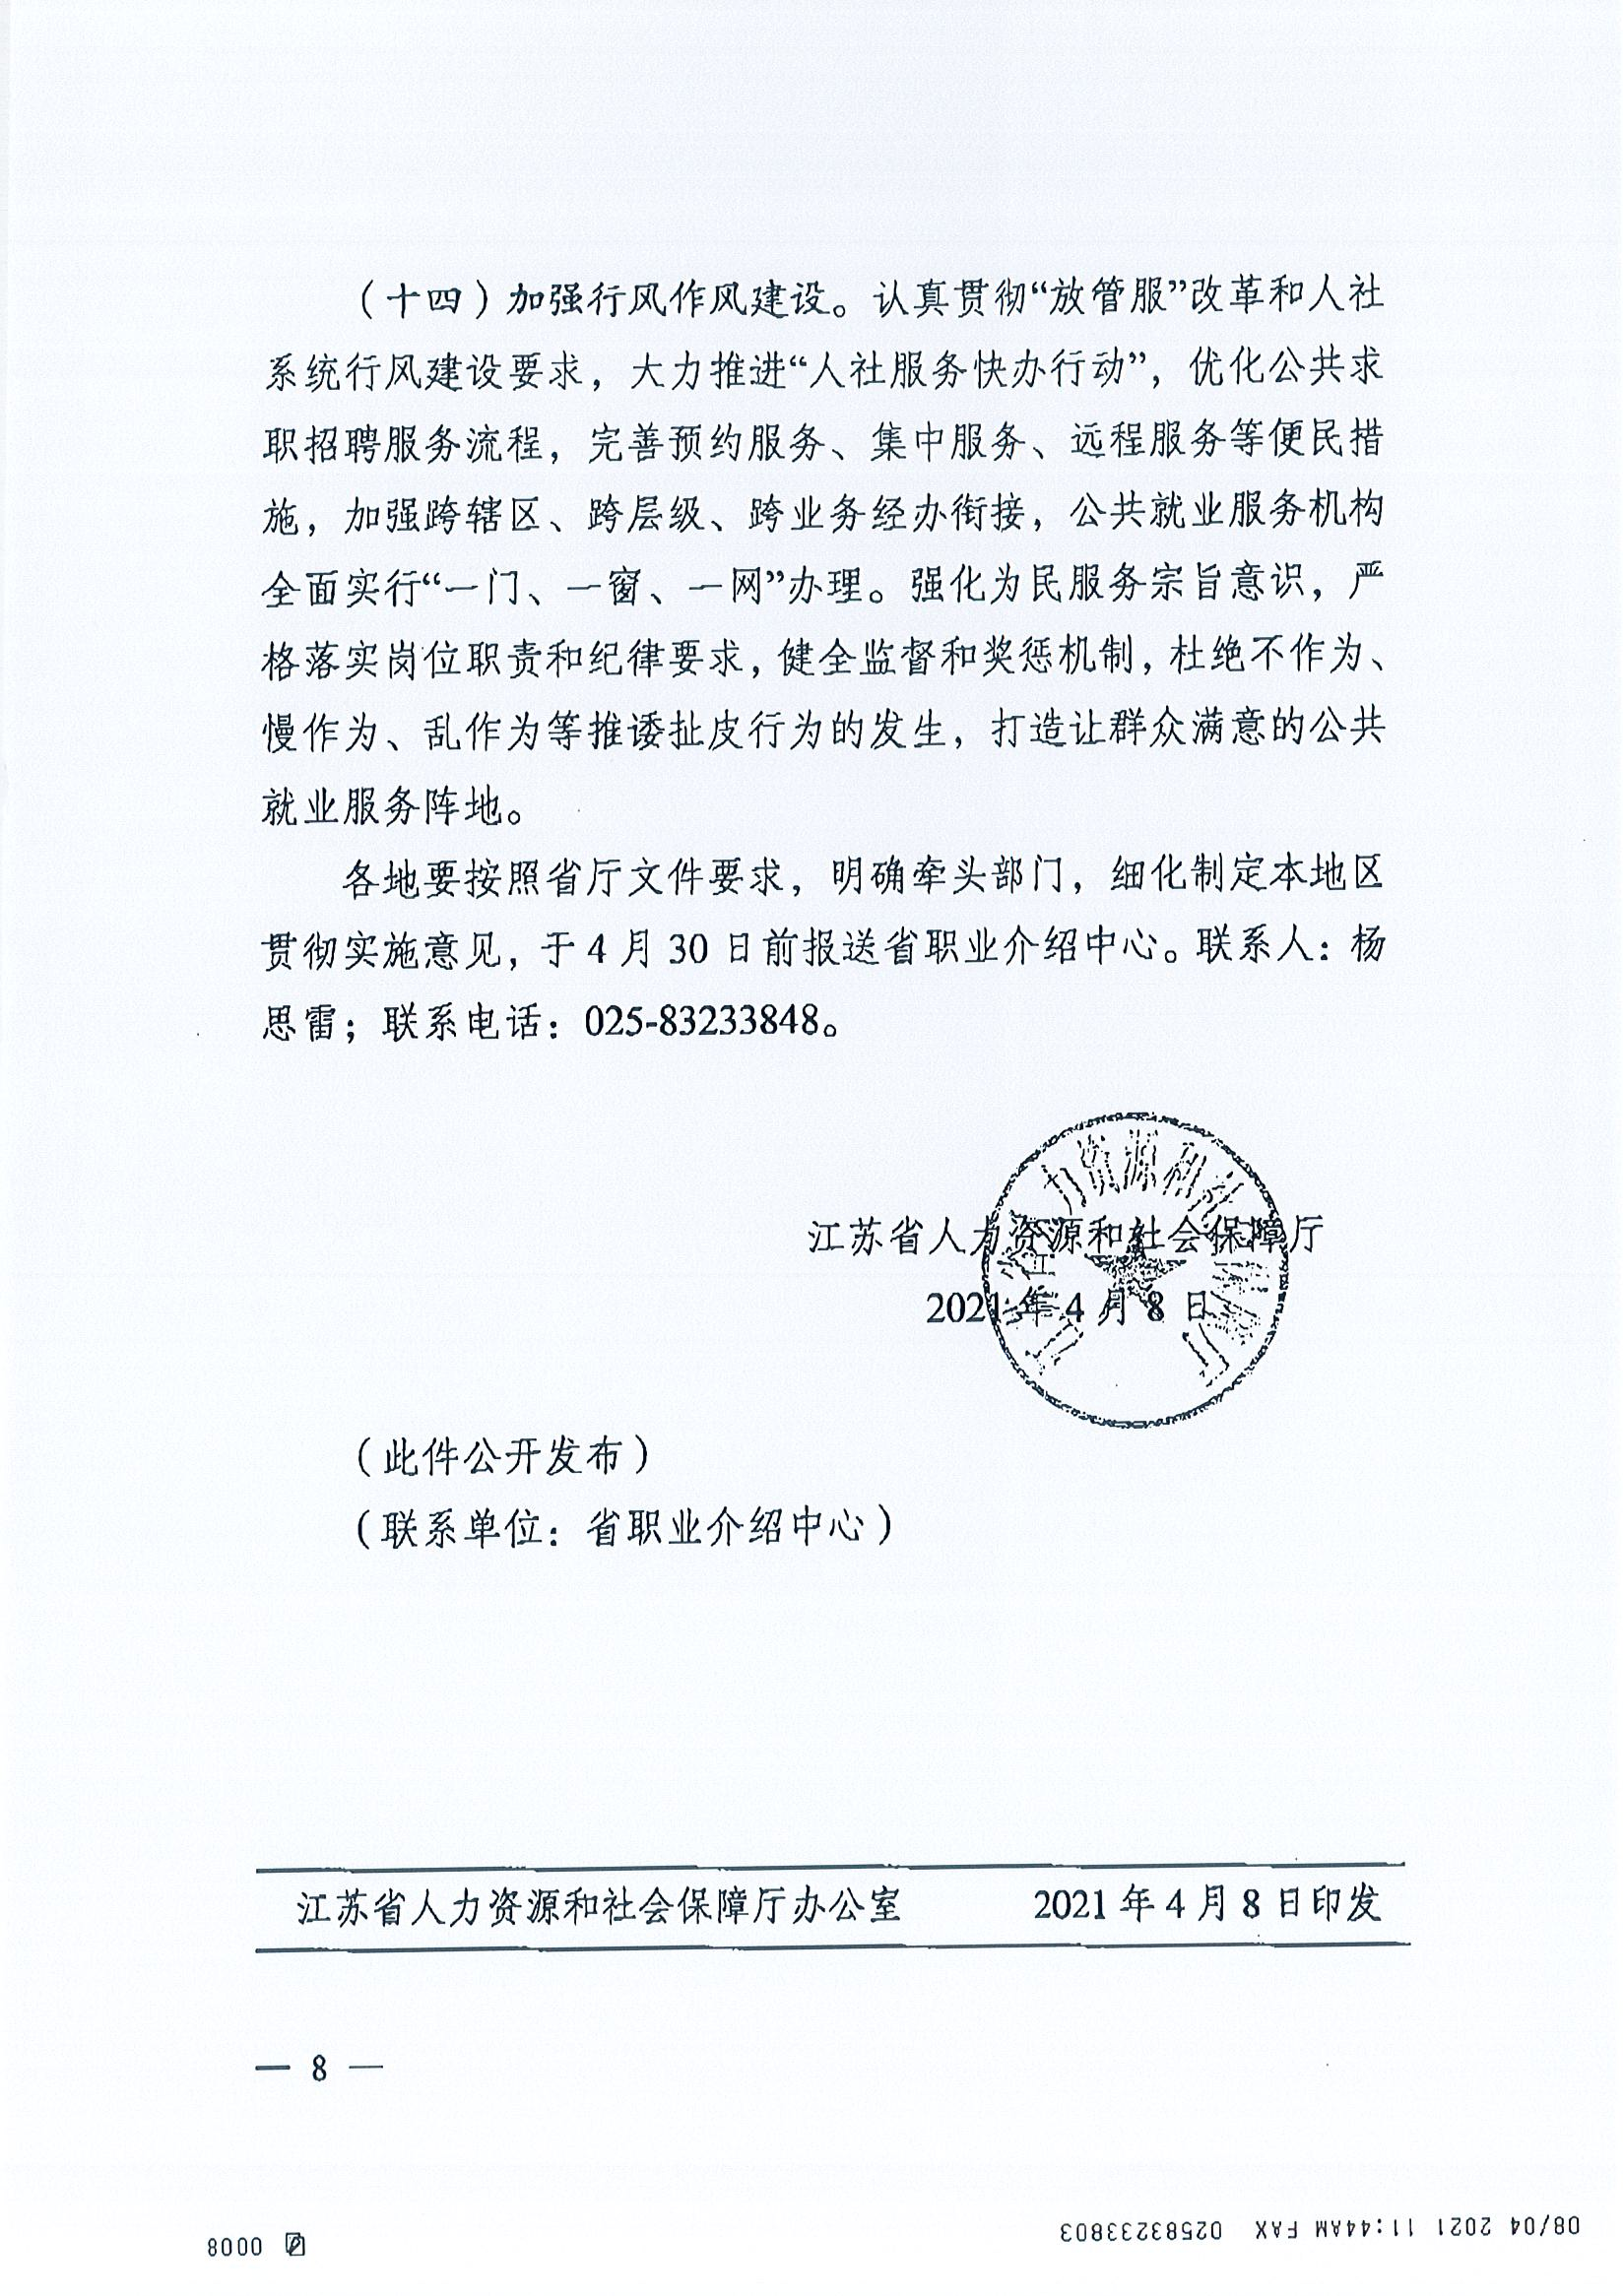 （十四）加强行风作风建设。认真贯彻“放管服”改革和人社
系统行风建设要求，大力推进“人社服务快办行动”，优化公共求
职招聘服务流程，完善预约服务、集中服务、远程服务等便民措
施，加强跨辖区、跨层级、跨业务经办衔接，公共就业服务机构
全面实行“一门、一窗、一网”办理。强化为民服务宗旨意识，严
格落实岗位职责和纪律要求，健全监督和奖惩机制，杜绝不作为、
慢作为、乱作为等推诿扯皮行为的发生，打造让群众满意的公共
就业服务阵地。
各地要按照省厅文件要求，明确牵头部门，细化制定本地区
贯彻实施意见，于 4 月 30 日前报送省职业介绍中心。联系人：杨
思雷；联系电话：025-83233848。
力资源和
江苏省人力资源和社会保障厅
2021 年 4 月 8 日
（此件公开发布）
（联系单位：省职业介绍中心）
江苏省人力资源和社会保障厅办公室 2021 年 4 月 8 日印发
— 8 —
0008
08/04 2021 11:44AM FAX 02583233803